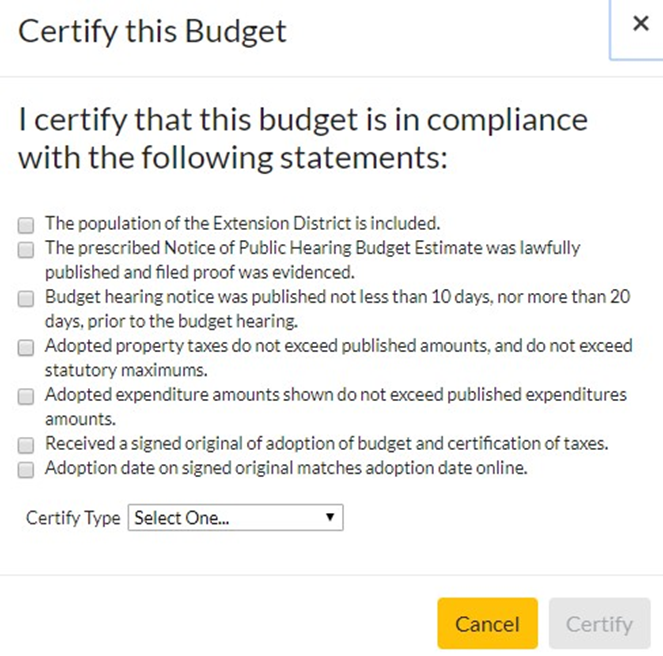 Certify this Budget
I certify that this budget is in compliance
with the following statements:
The population of the Extension District is included.
The prescribed Notice of Public Hearing Budget Estimate was lawfully
published and filed proof was evidenced.
Budget hearing notice was published not less than 10 days, nor more than 20
days, prior to the budget hearing.
Adopted property taxes do not exceed published amounts, and do not exceed
statutory maximums.
Adopted expenditure amounts shown do not exceed published expenditures
amounts.
Received a signed original of adoption of budget and certification of taxes.
Adoption date on signed original matches adoption date online.
Certify Type Select One...
Cancel Certify